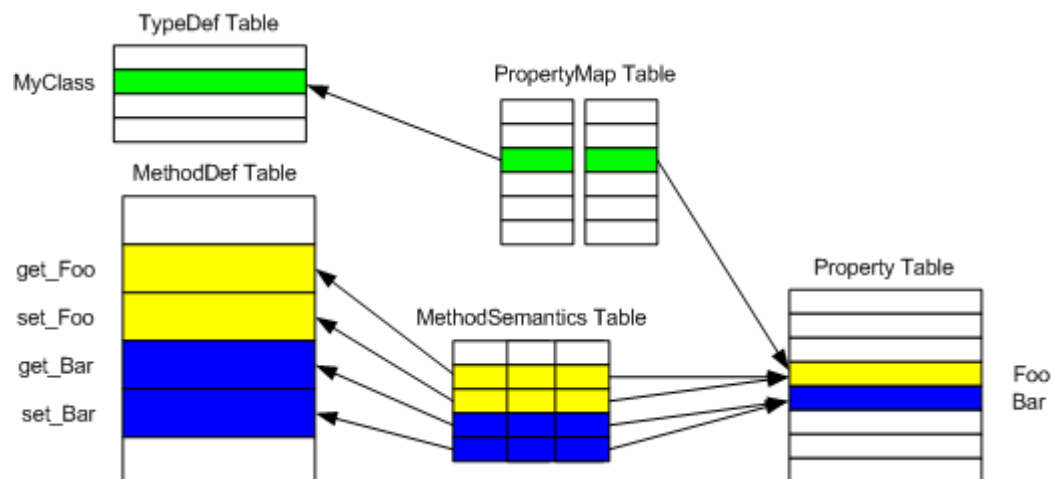 TypeDef Table
MyClass
PropertyMap Table
MethodDef Table
get_Foo
set_Foo
get_Bar
set_Bar
MethodSemantics Table
Property Table
Foo
Bar